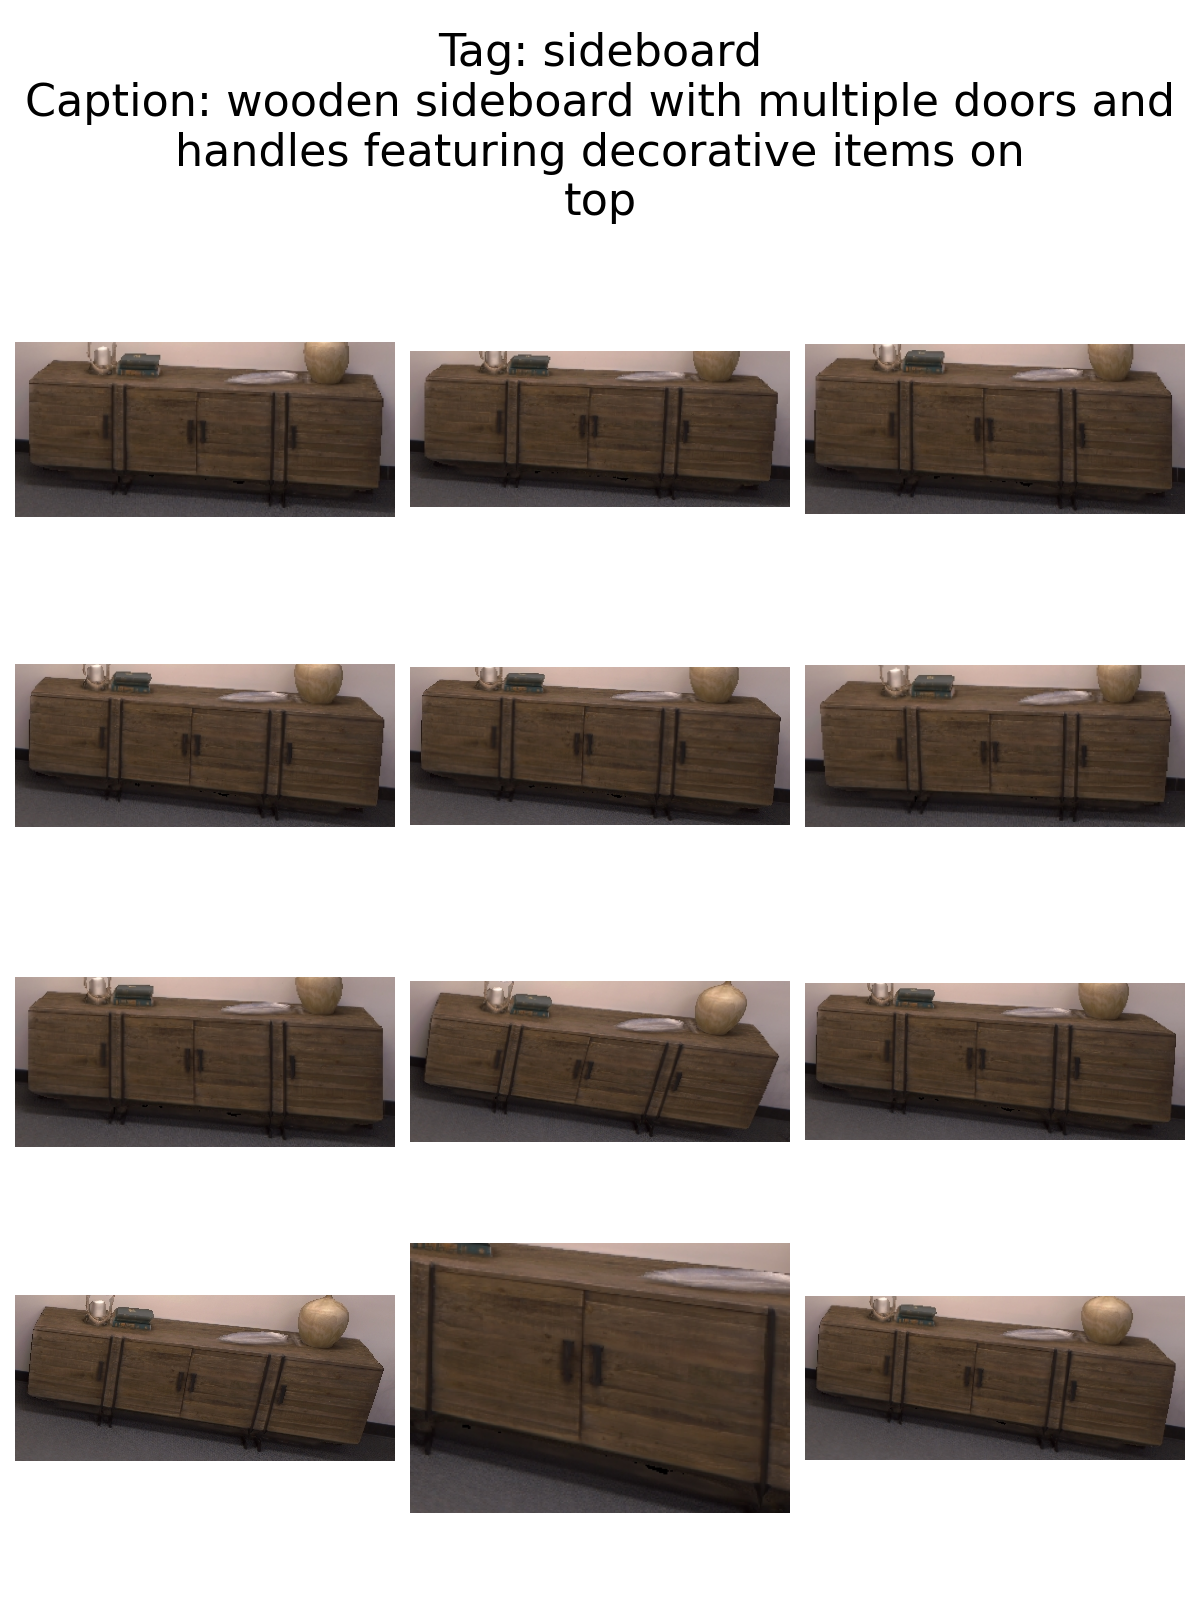 Tag: sideboard
Caption: wooden sideboard with multiple doors and
handles featuring decorative items on
top